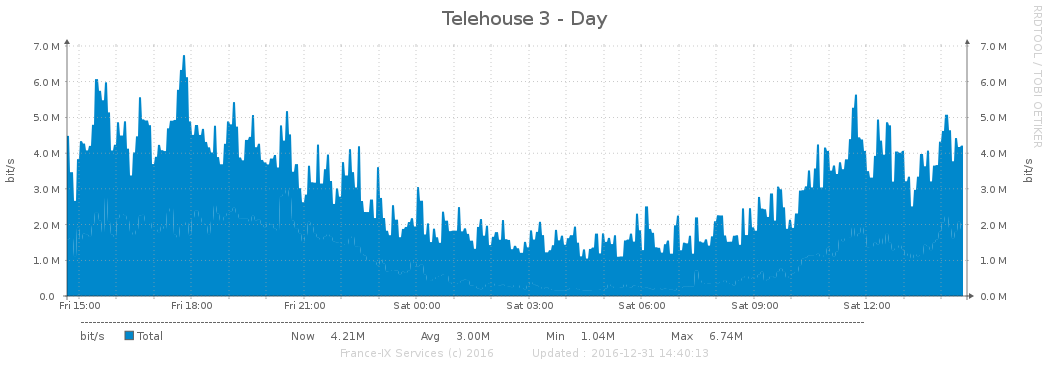 Telehouse 3 - Day
RRDTOOL / TOBI OETIKER
7.0 M 7.0 M
6.0 M 6.0 M
5.0 M 5.0 M
4.0 M 4.0 M
bit/s bit/s
3.0 M 3.0 M
2.0 M 2.0 M
1.0 M 1.0 M
0.0 0.0 M
Fri 15:00 Fri 18:00 Fri 21:00 Sat 00:00 Sat 03:00 Sat 06:00 Sat 09:00 Sat 12:00
bit/s Total Now 4.21M Avg 3.00M Min 1.04M Max 6.74M
France-IX Services (c) 2016 Updated : 2016-12-31 14:40:13